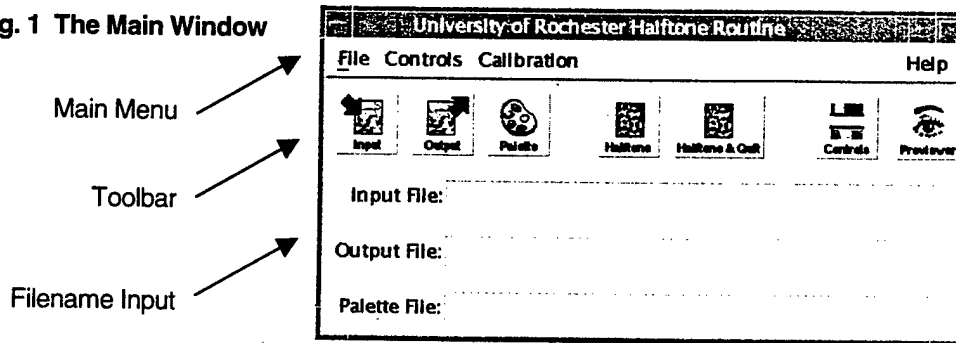 g. 1 The Main Window
University of Rochester Halftone Routine
File Controls Calibration Help
Main Menu
Input Output Palette Halftone Halftone & Quit Controls Previewer
Toolbar
Input File:
Output File:
Filename Input
Palette File: